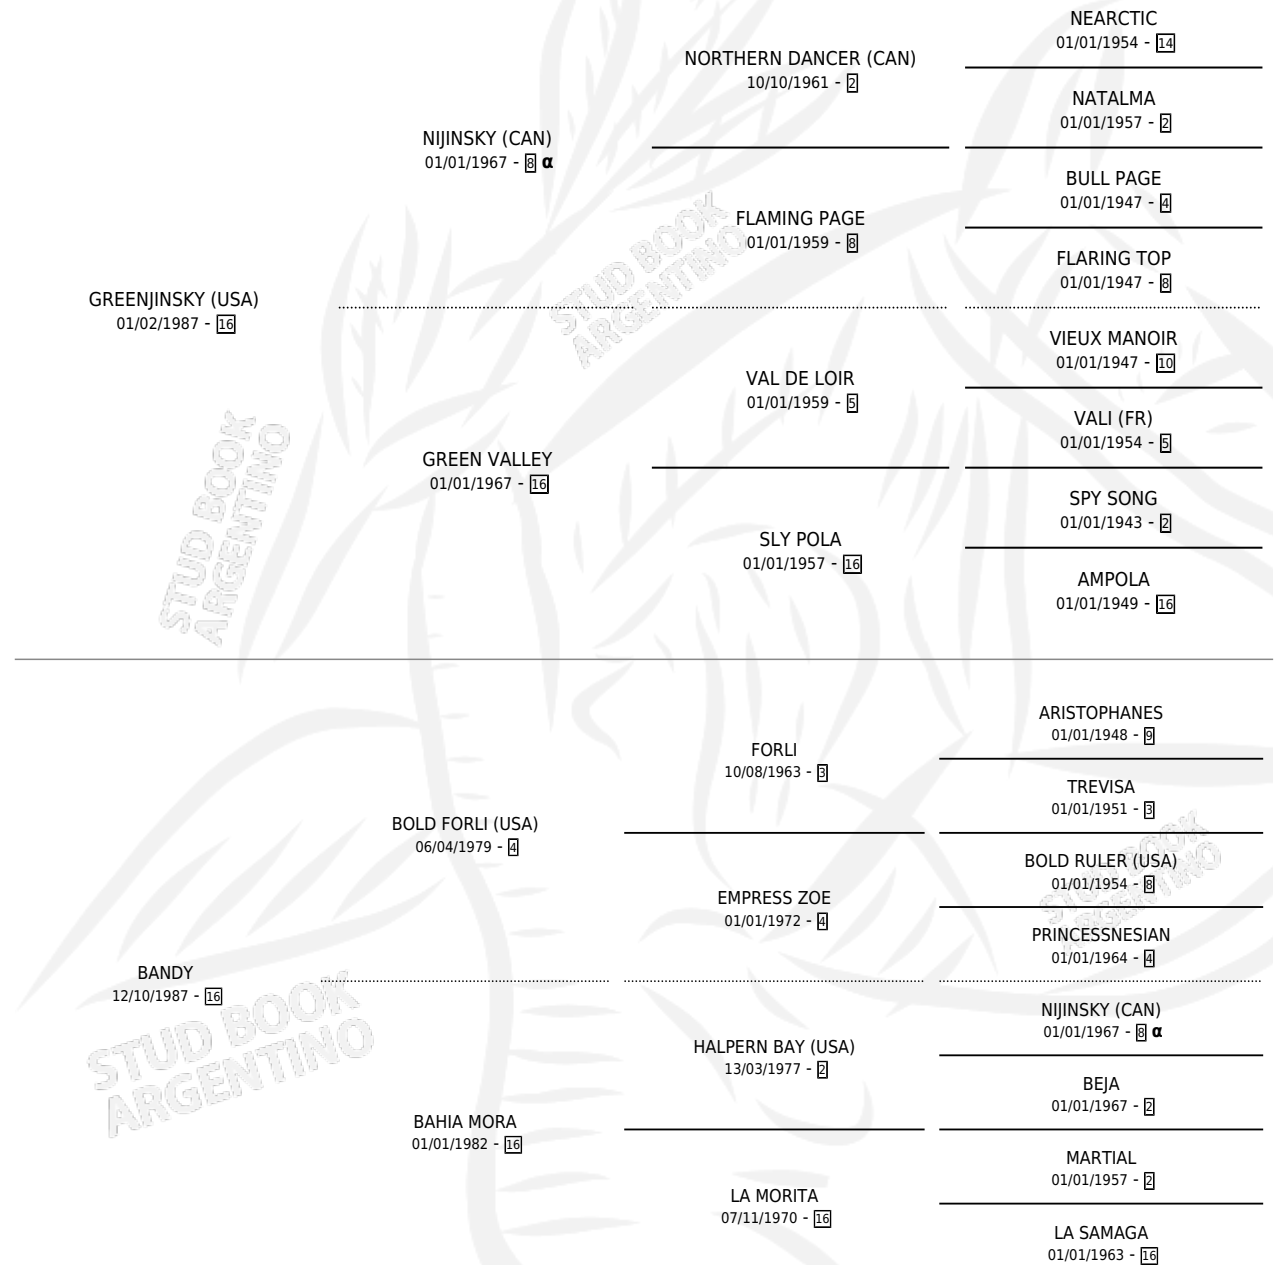 NEARCTIC
01/01/1954 - 14
NORTHERN DANCER (CAN)
10/10/1961 - 2
NATALMA
01/01/1957 - 2
NIJINSKY (CAN)
01/01/1967 - 8 α
BULL PAGE
01/01/1947 - 4
FLAMING PAGE
01/01/1959 - 8
FLARING TOP
01/01/1947 - 8
GREENJINSKY (USA)
01/02/1987 - 16
VIEUX MANOIR
01/01/1947 - 10
VAL DE LOIR
01/01/1959 - 5
VALI (FR)
01/01/1954 - 5
GREEN VALLEY
01/01/1967 - 16
SPY SONG
01/01/1943 - 2
SLY POLA
01/01/1957 - 16
AMPOLA
01/01/1949 - 16
ARISTOPHANES
01/01/1948 - 9
FORLI
10/08/1963 - 3
TREVISA
01/01/1951 - 3
BOLD FORLI (USA)
06/04/1979 - 4
BOLD RULER (USA)
01/01/1954 - 8
EMPRESS ZOE
01/01/1972 - 4
PRINCESSNESIAN
01/01/1964 - 4
BANDY
12/10/1987 - 16
NIJINSKY (CAN)
01/01/1967 - 8 α
HALPERN BAY (USA)
13/03/1977 - 2
BEJA
01/01/1967 - 2
BAHIA MORA
01/01/1982 - 16
MARTIAL
01/01/1957 - 2
LA MORITA
07/11/1970 - 16
LA SAMAGA
01/01/1963 - 16
STUD BOOK
ARGENTINO
STUD BOOK
ARGENTINO
STUD BOOK
ARGENTINO
STUD BOOK
ARGENTINO